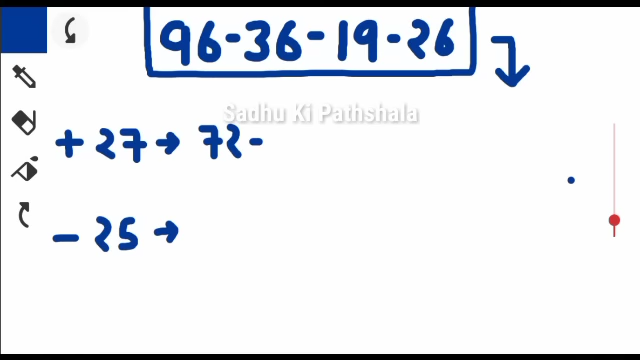 96-36-19-26
Sadhu Ki Pathshala
+ 27 → 72 -
- 25 →